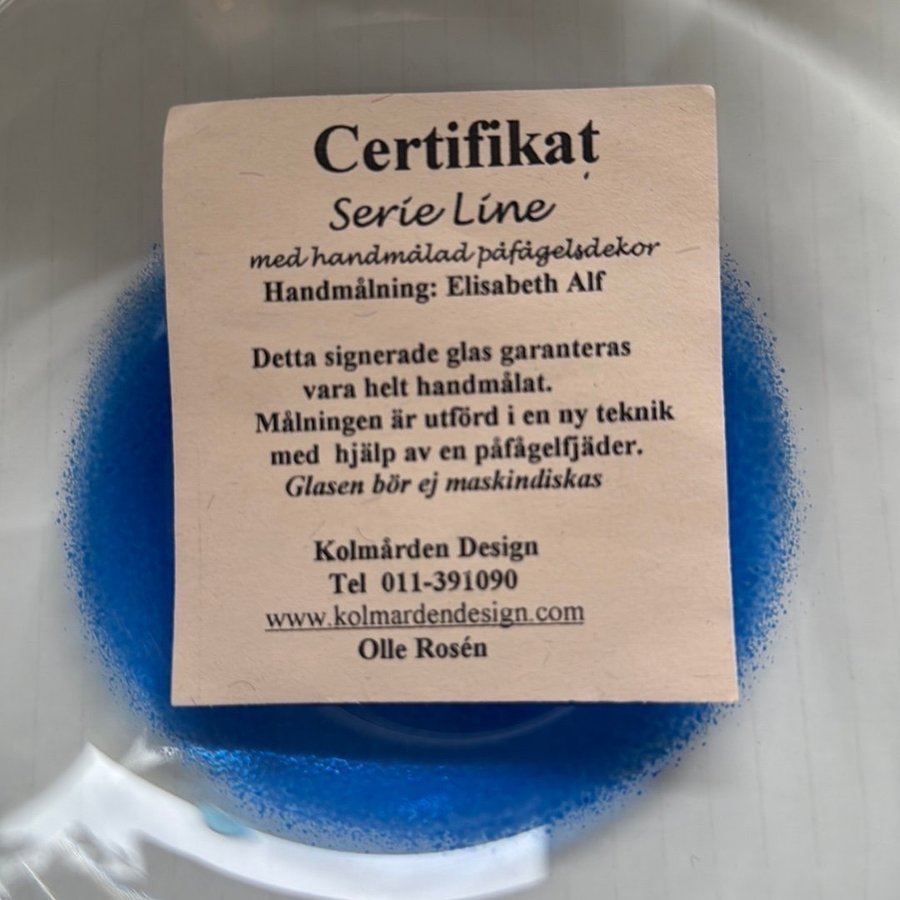 Certifikat
Serie Line
med handmålad påfågelsdekor
Handmålning: Elisabeth Alf
Detta signerade glas garanteras
vara helt handmålat.
Målningen är utförd i en ny teknik
med hjälp av en påfågelfjäder.
Glasen bör ej maskindiskas
Kolmården Design
Tel 011-391090
www.kolmardendesign.com
Olle Rosén